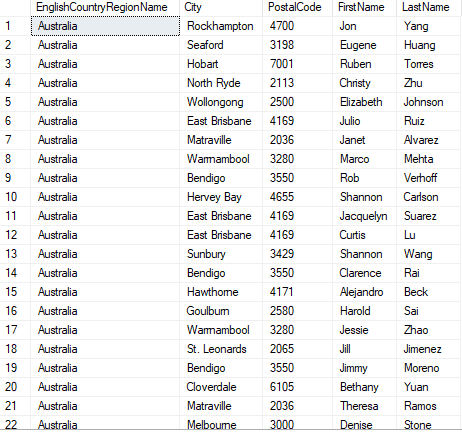 EnglishCountryRegionName City PostalCode FirstName LastName
1 Australia Rockhampton 4700 Jon Yang
2 Australia Seaford 3198 Eugene Huang
3 Australia Hobart 7001 Ruben Torres
4 Australia North Ryde 2113 Christy Zhu
5 Australia Wollongong 2500 Elizabeth Johnson
6 Australia East Brisbane 4169 Julio Ruiz
7 Australia Matraville 2036 Janet Alvarez
8 Australia Warrnambool 3280 Marco Mehta
9 Australia Bendigo 3550 Rob Verhoff
10 Australia Hervey Bay 4655 Shannon Carlson
11 Australia East Brisbane 4169 Jacquelyn Suarez
12 Australia East Brisbane 4169 Curtis Lu
13 Australia Sunbury 3429 Shannon Wang
14 Australia Bendigo 3550 Clarence Rai
15 Australia Hawthorne 4171 Alejandro Beck
16 Australia Goulburn 2580 Harold Sai
17 Australia Warrnambool 3280 Jessie Zhao
18 Australia St. Leonards 2065 Jill Jimenez
19 Australia Bendigo 3550 Jimmy Moreno
20 Australia Cloverdale 6105 Bethany Yuan
21 Australia Matraville 2036 Theresa Ramos
22 Australia Melbourne 3000 Denise Stone